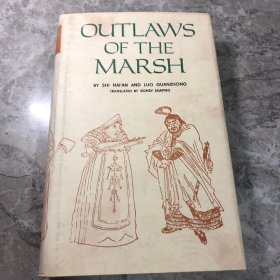 OUTLAWS
OF THE
MARSH
BY SHI NAI'AN AND LUO GUANZHONG
TRANSLATED BY SIDNEY SHAPIRO